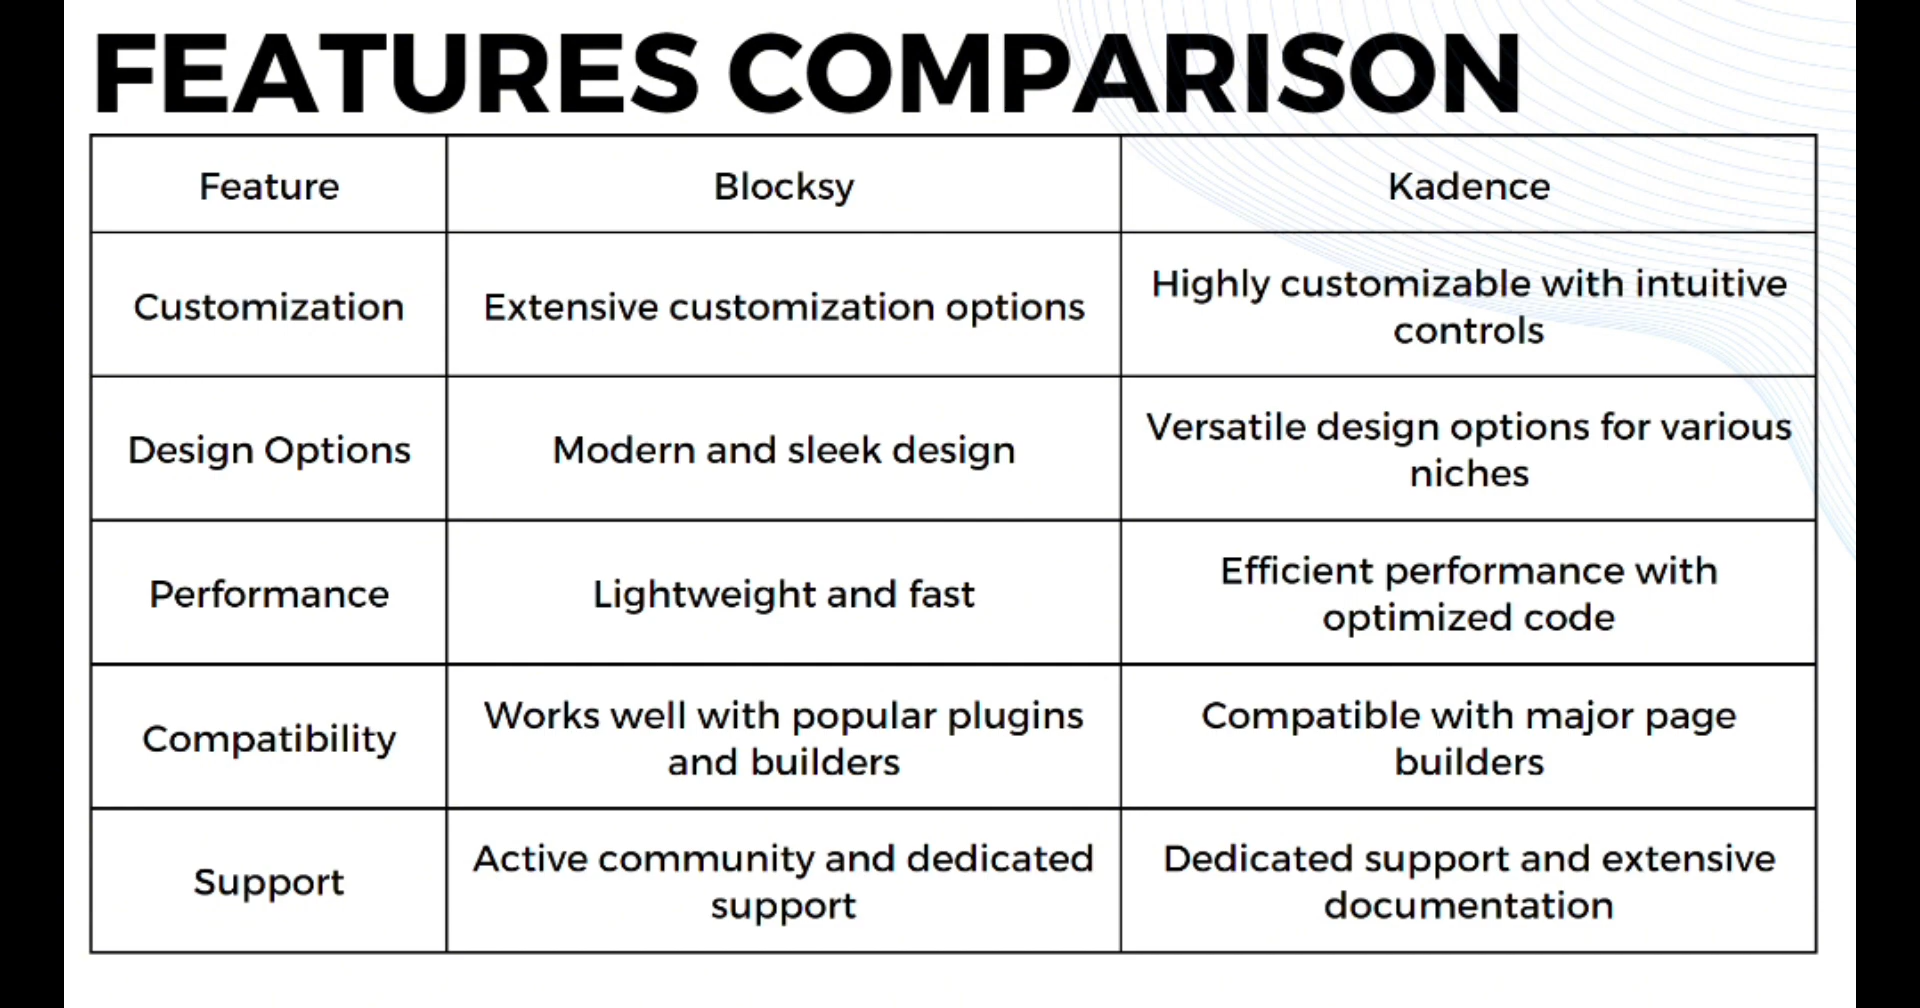 FEATURES COMPARISON
Feature
Blocksy
Kadence
Customization
Extensive customization options
Highly customizable with intuitive
controls
Design Options
Modern and sleek design
Versatile design options for various
niches
Performance
Lightweight and fast
Efficient performance with
optimized code
Compatibility
Works well with popular plugins
and builders
Compatible with major page
builders
Support
Active community and dedicated
support
Dedicated support and extensive
documentation